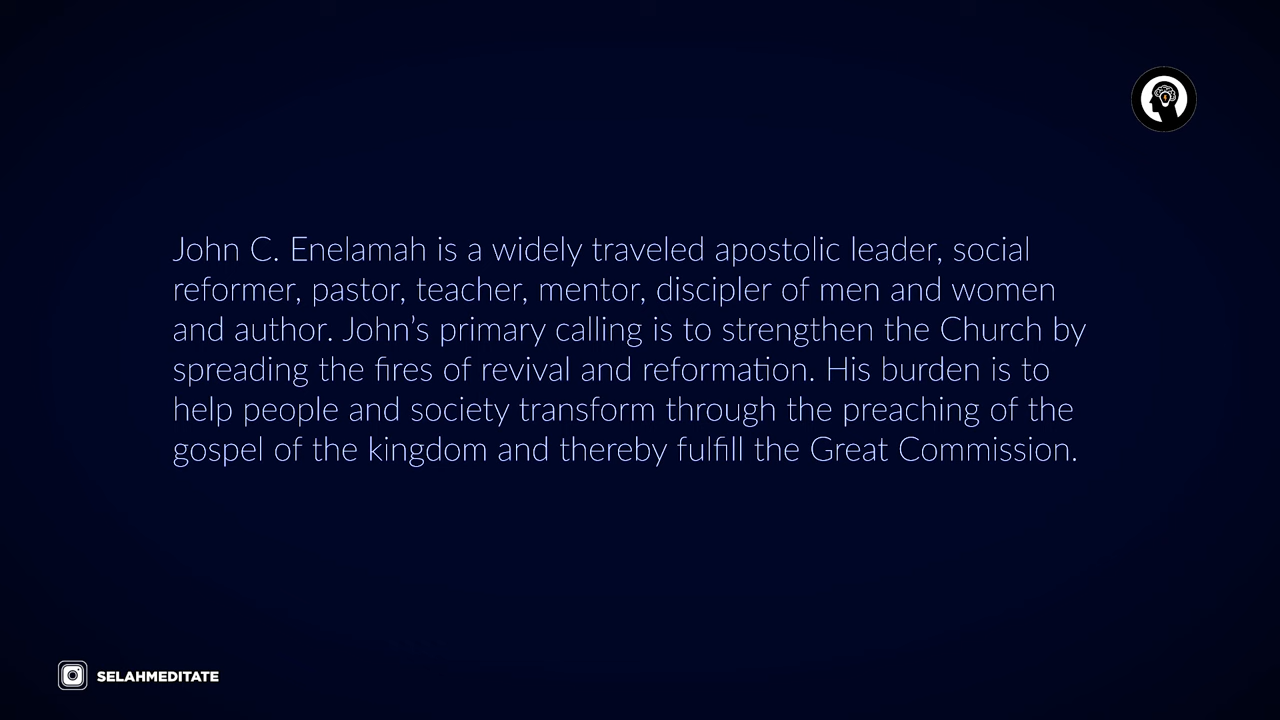 John C. Enelamah is a widely traveled apostolic leader, social
reformer, pastor, teacher, mentor, discipler of men and women
and author. John’s primary calling is to strengthen the Church by
spreading the fires of revival and reformation. His burden is to
help people and society transform through the preaching of the
gospel of the kingdom and thereby fulfill the Great Commission.
SELAHMEDITATE